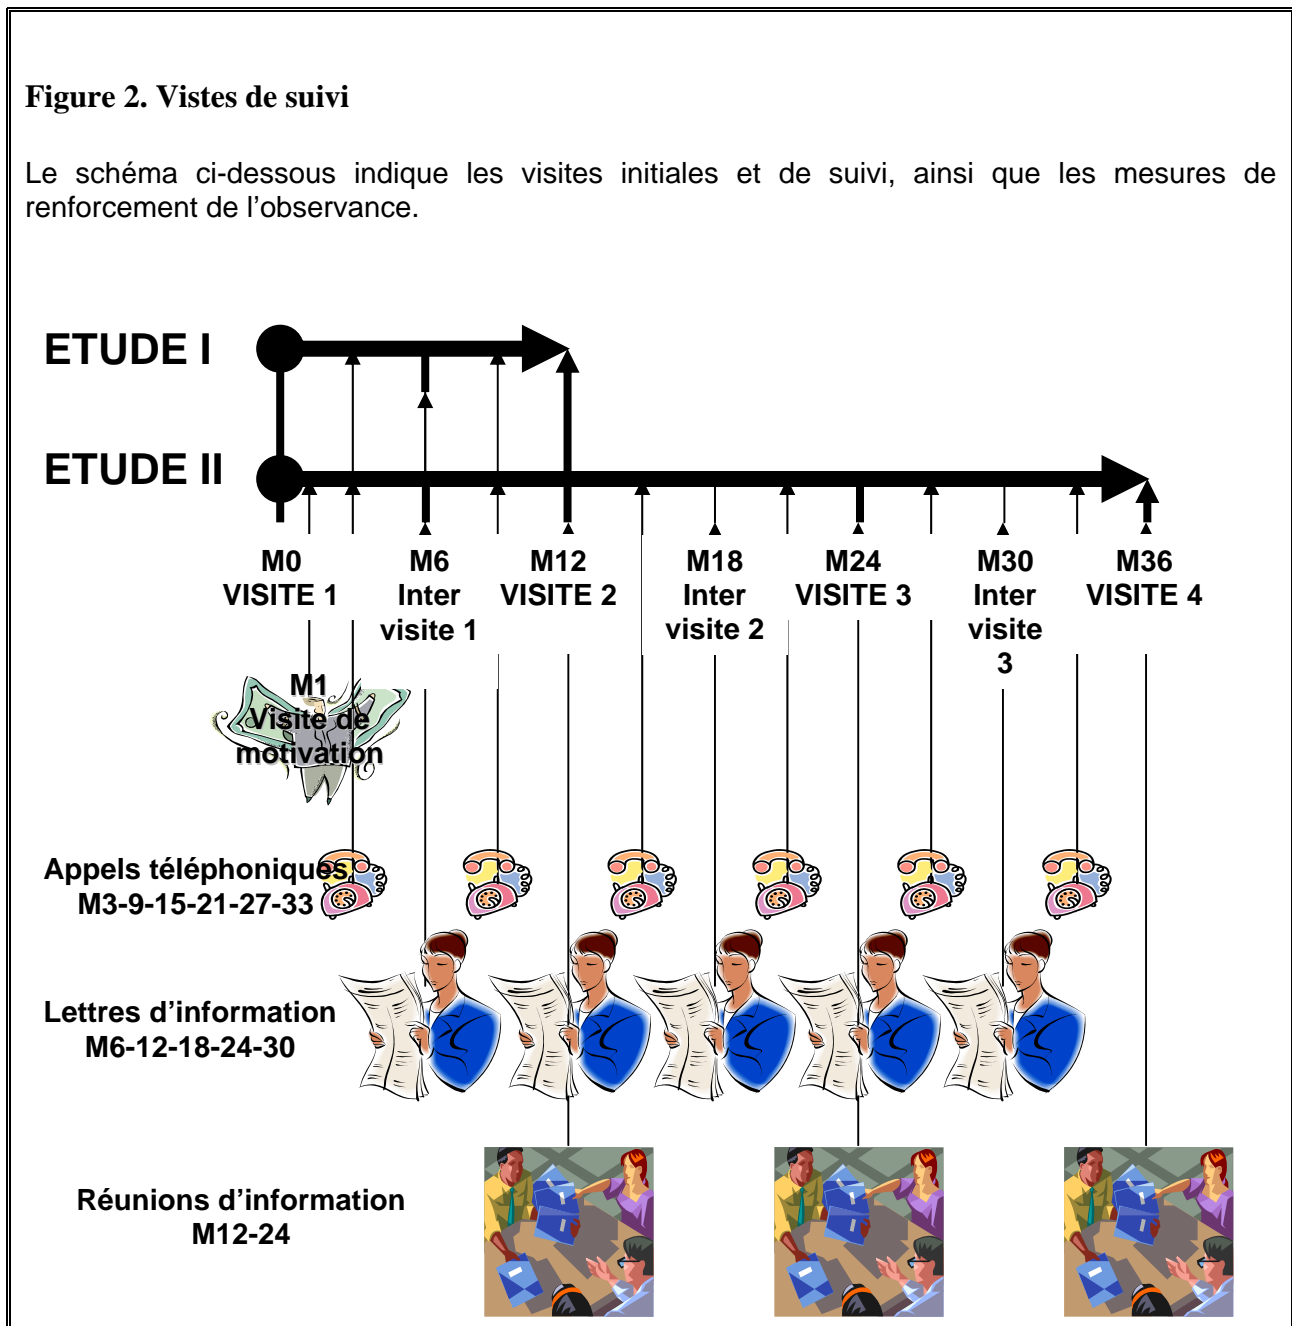 Figure 2. Vistes de suivi
Le schéma ci-dessous indique les visites initiales et de suivi, ainsi que les mesures de
renforcement de l’observance.
ETUDE I
ETUDE II
M0
VISITE 1
M6
Inter
visite 1
M12
VISITE 2
M18
Inter
visite 2
M24
VISITE 3
M30
Inter
visite
3
M36
VISITE 4
M1
Visite de
motivation
Appels téléphoniques
M3-9-15-21-27-33
Lettres d’information
M6-12-18-24-30
Réunions d’information
M12-24